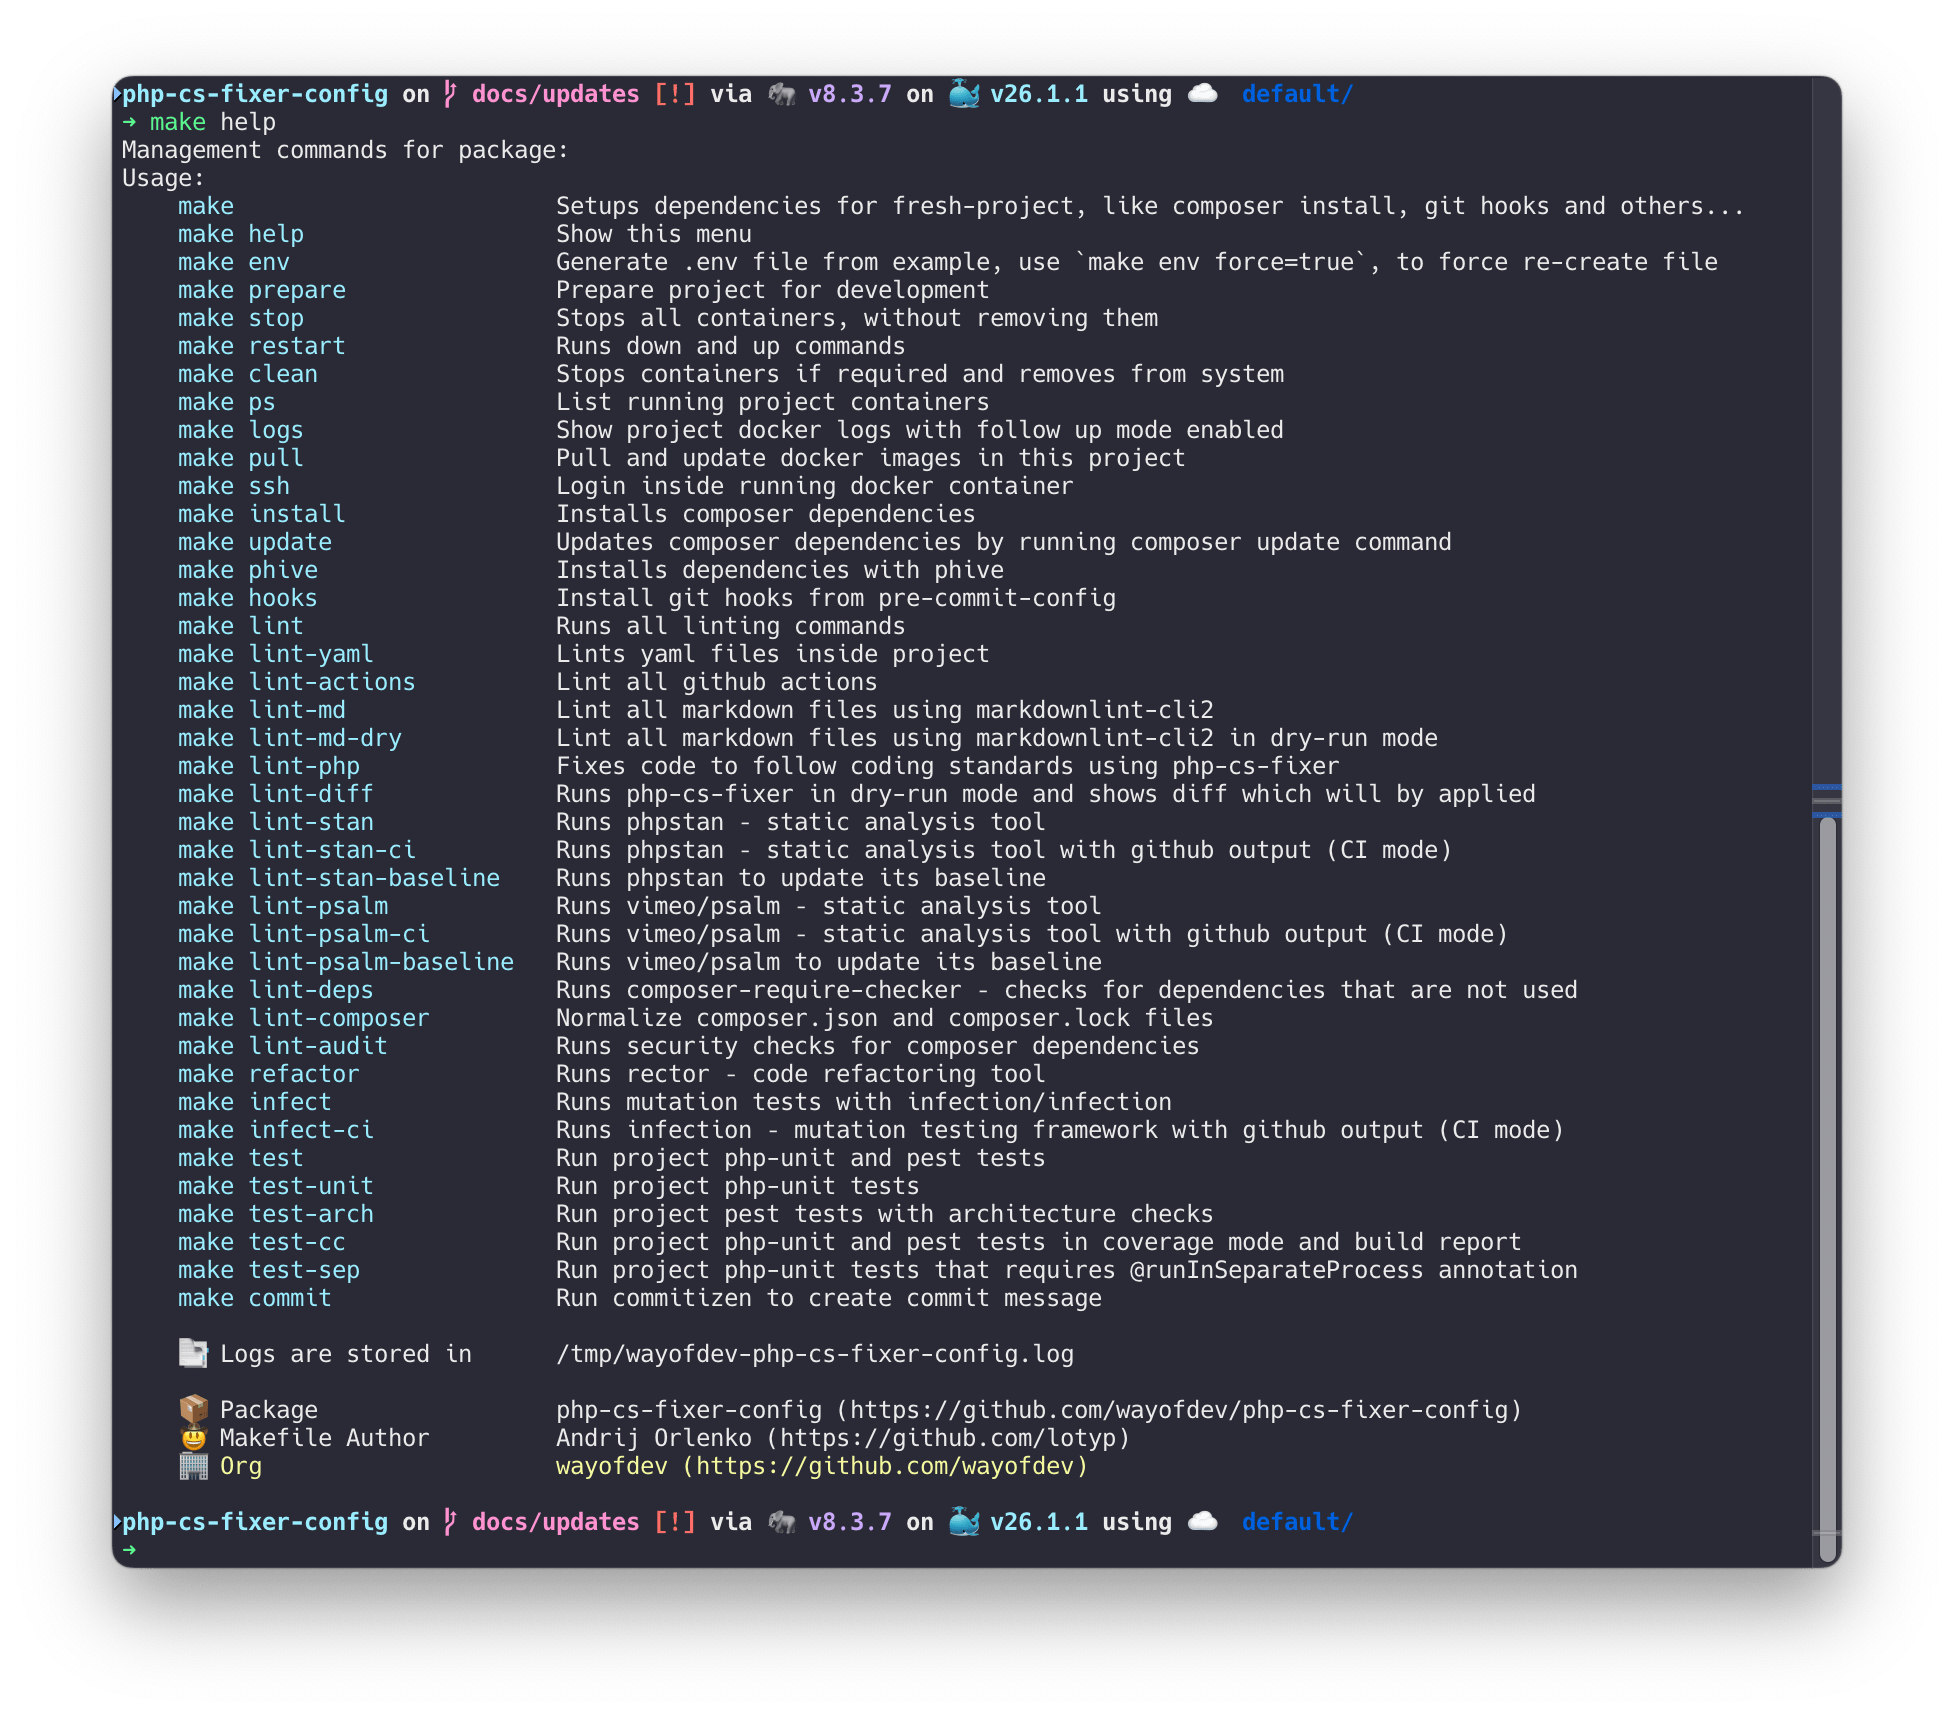 php-cs-fixer-config on docs/updates [!] via v8.3.7 on v26.1.1 using default/
➜ make help
Management commands for package:
Usage:
make Setups dependencies for fresh-project, like composer install, git hooks and others...
make help Show this menu
make env Generate .env file from example, use `make env force=true`, to force re-create file
make prepare Prepare project for development
make stop Stops all containers, without removing them
make restart Runs down and up commands
make clean Stops containers if required and removes from system
make ps List running project containers
make logs Show project docker logs with follow up mode enabled
make pull Pull and update docker images in this project
make ssh Login inside running docker container
make install Installs composer dependencies
make update Updates composer dependencies by running composer update command
make phive Installs dependencies with phive
make hooks Install git hooks from pre-commit-config
make lint Runs all linting commands
make lint-yaml Lints yaml files inside project
make lint-actions Lint all github actions
make lint-md Lint all markdown files using markdownlint-cli2
make lint-md-dry Lint all markdown files using markdownlint-cli2 in dry-run mode
make lint-php Fixes code to follow coding standards using php-cs-fixer
make lint-diff Runs php-cs-fixer in dry-run mode and shows diff which will by applied
make lint-stan Runs phpstan - static analysis tool
make lint-stan-ci Runs phpstan - static analysis tool with github output (CI mode)
make lint-stan-baseline Runs phpstan to update its baseline
make lint-psalm Runs vimeo/psalm - static analysis tool
make lint-psalm-ci Runs vimeo/psalm - static analysis tool with github output (CI mode)
make lint-psalm-baseline Runs vimeo/psalm to update its baseline
make lint-deps Runs composer-require-checker - checks for dependencies that are not used
make lint-composer Normalize composer.json and composer.lock files
make lint-audit Runs security checks for composer dependencies
make refactor Runs rector - code refactoring tool
make infect Runs mutation tests with infection/infection
make infect-ci Runs infection - mutation testing framework with github output (CI mode)
make test Run project php-unit and pest tests
make test-unit Run project php-unit tests
make test-arch Run project pest tests with architecture checks
make test-cc Run project php-unit and pest tests in coverage mode and build report
make test-sep Run project php-unit tests that requires @runInSeparateProcess annotation
make commit Run commitizen to create commit message
Logs are stored in /tmp/wayofdev-php-cs-fixer-config.log
Package php-cs-fixer-config (https://github.com/wayofdev/php-cs-fixer-config)
Makefile Author Andrij Orlenko (https://github.com/lotyp)
Org wayofdev (https://github.com/wayofdev)
php-cs-fixer-config on docs/updates [!] via v8.3.7 on v26.1.1 using default/
➜